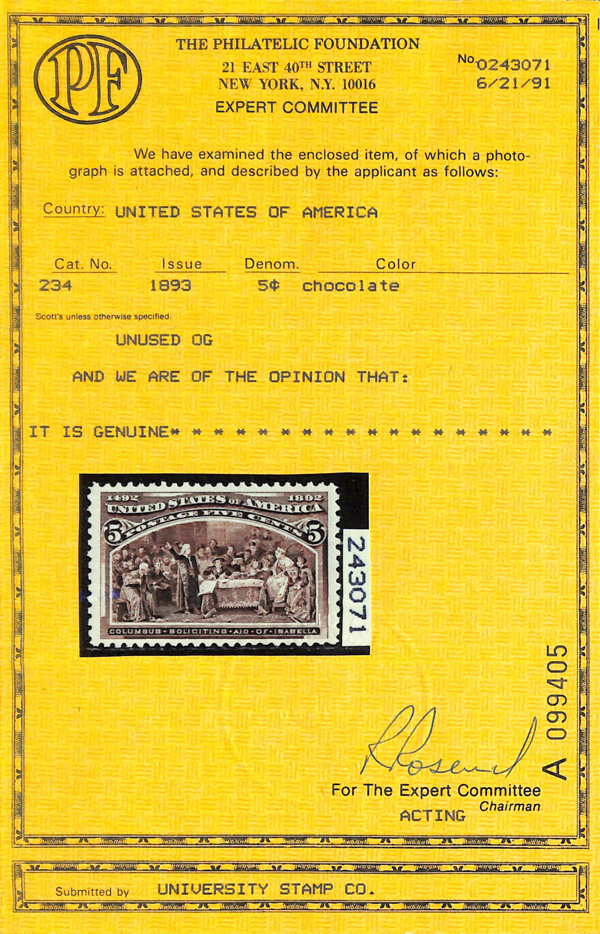 PF
THE PHILATELIC FOUNDATION
21 EAST 40TH STREET
NEW YORK, N.Y. 10016
EXPERT COMMITTEE
No. 0243071
6/21/91
We have examined the enclosed item, of which a photo-
graph is attached, and described by the applicant as follows:
Country: UNITED STATES OF AMERICA
Cat. No. Issue Denom. Color
234 1893 5¢ chocolate
Scott's unless otherwise specified.
UNUSED OG
AND WE ARE OF THE OPINION THAT:
IT IS GENUINE* * * * * * * * * * * * * * * * * *
1492 1892
UNITED STATES OF AMERICA
5 POSTAGE FIVE CENTS 5
COLUMBUS·SOLICITING·AID·OF·ISABELLA
243071
A 099405
R Rosend
For The Expert Committee
Chairman
ACTING
Submitted by UNIVERSITY STAMP CO.